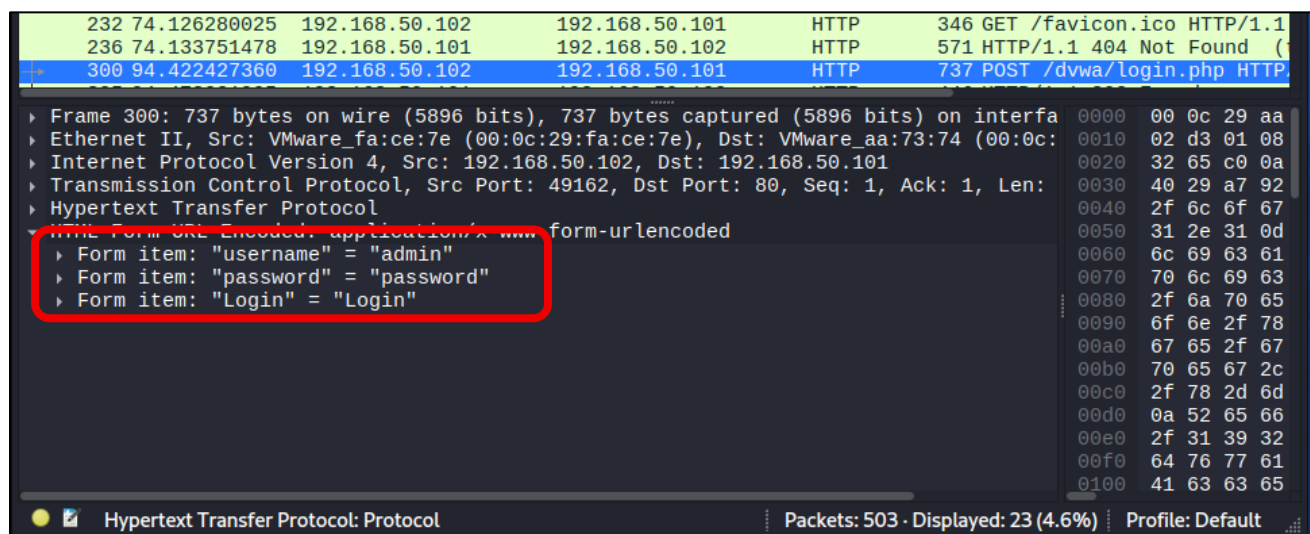 232 74.126280025 192.168.50.102 192.168.50.101 HTTP 346 GET /favicon.ico HTTP/1.1
236 74.133751478 192.168.50.101 192.168.50.102 HTTP 571 HTTP/1.1 404 Not Found (
300 94.422427360 192.168.50.102 192.168.50.101 HTTP 737 POST /dvwa/login.php HTTP/
Frame 300: 737 bytes on wire (5896 bits), 737 bytes captured (5896 bits) on interfa
Ethernet II, Src: VMware_fa:ce:7e (00:0c:29:fa:ce:7e), Dst: VMware_aa:73:74 (00:0c:
Internet Protocol Version 4, Src: 192.168.50.102, Dst: 192.168.50.101
Transmission Control Protocol, Src Port: 49162, Dst Port: 80, Seq: 1, Ack: 1, Len:
Hypertext Transfer Protocol
HTML Form URL Encoded: application/x-www-form-urlencoded
Form item: "username" = "admin"
Form item: "password" = "password"
Form item: "Login" = "Login"
0000 00 0c 29 aa
0010 02 d3 01 08
0020 32 65 c0 0a
0030 40 29 a7 92
0040 2f 6c 6f 67
0050 31 2e 31 0d
0060 6c 69 63 61
0070 70 6c 69 63
0080 2f 6a 70 65
0090 6f 6e 2f 78
00a0 67 65 2f 67
00b0 70 65 67 2c
00c0 2f 78 2d 6d
00d0 0a 52 65 66
00e0 2f 31 39 32
00f0 64 76 77 61
0100 41 63 63 65
Hypertext Transfer Protocol: Protocol Packets: 503 · Displayed: 23 (4.6%) Profile: Default